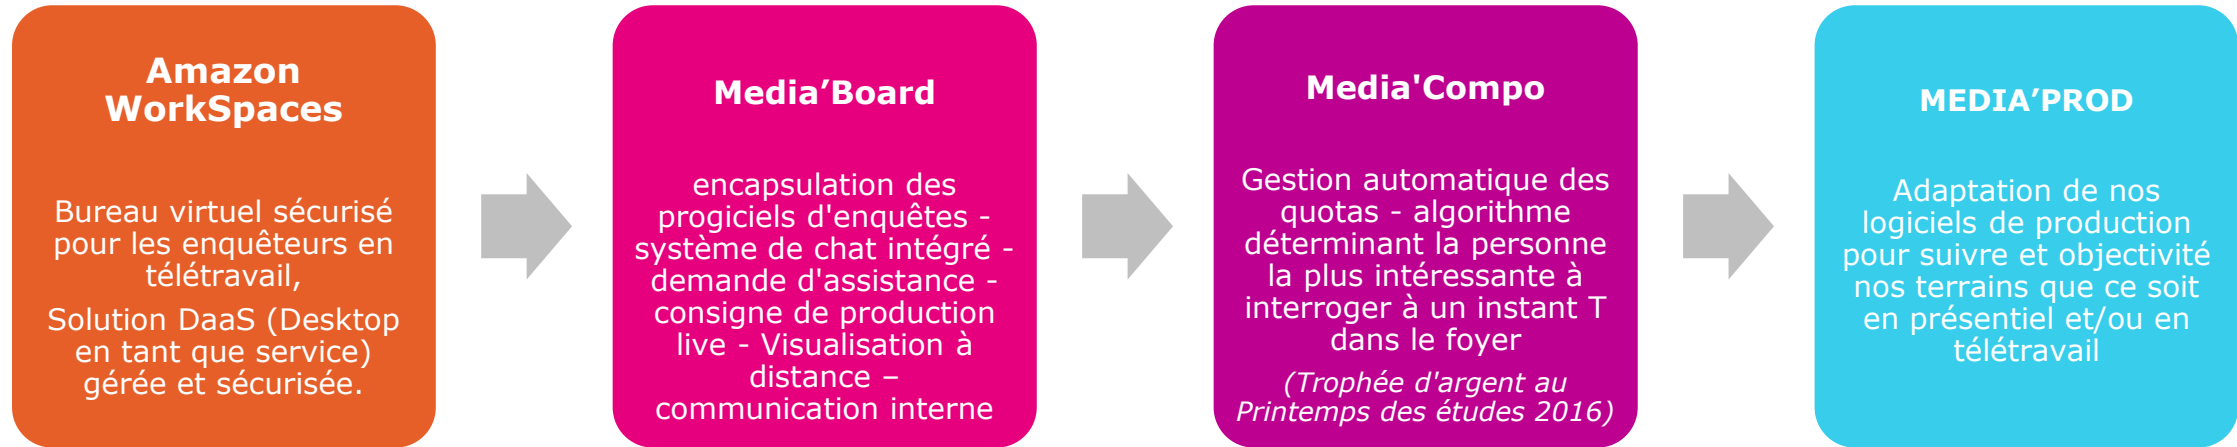 Amazon
WorkSpaces
Bureau virtuel sécurisé
pour les enquêteurs en
télétravail,
Solution DaaS (Desktop
en tant que service)
gérée et sécurisée.
Media’Board
encapsulation des
progiciels d'enquêtes -
système de chat intégré -
demande d'assistance -
consigne de production
live - Visualisation à
distance –
communication interne
Media'Compo
Gestion automatique des
quotas - algorithme
déterminant la personne
la plus intéressante à
interroger à un instant T
dans le foyer
(Trophée d'argent au
Printemps des études 2016)
MEDIA’PROD
Adaptation de nos
logiciels de production
pour suivre et objectivité
nos terrains que ce soit
en présentiel et/ou en
télétravail